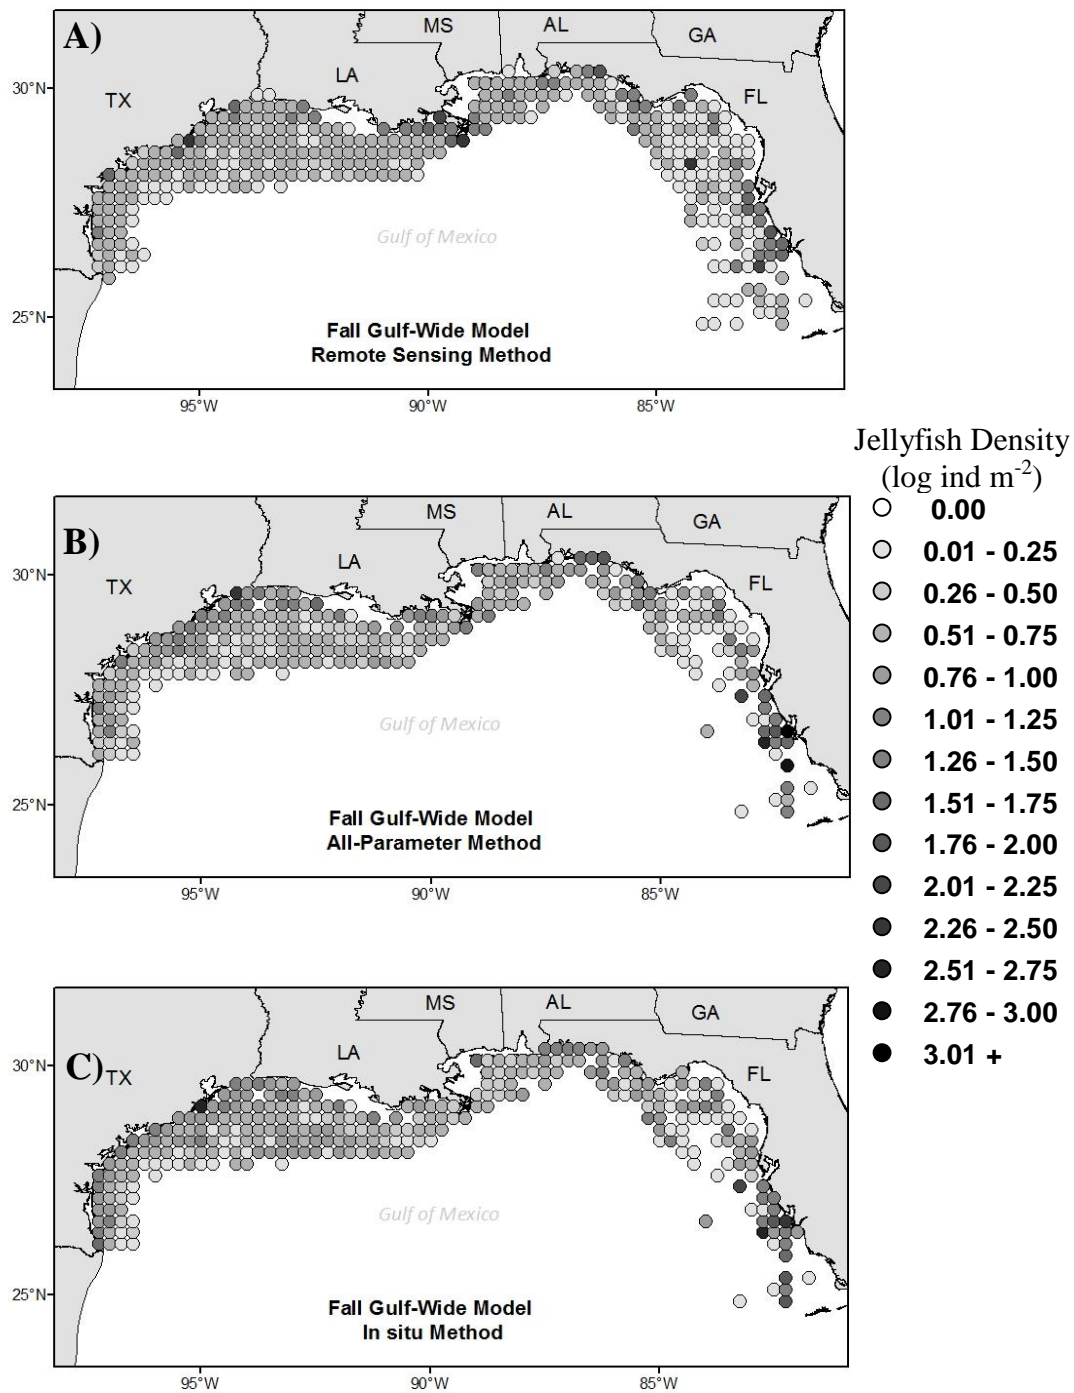 A)
MS
AL
GA
LA
TX
FL
30°N
25°N
Gulf of Mexico
Fall Gulf-Wide Model
Remote Sensing Method
95°W
90°W
85°W
B)
MS
AL
GA
LA
TX
FL
30°N
25°N
Gulf of Mexico
Fall Gulf-Wide Model
All-Parameter Method
95°W
90°W
85°W
C)
MS
AL
GA
LA
TX
FL
30°N
25°N
Gulf of Mexico
Fall Gulf-Wide Model
In situ Method
95°W
90°W
85°W
Jellyfish Density
(log ind m-2)
0.00
0.01 - 0.25
0.26 - 0.50
0.51 - 0.75
0.76 - 1.00
1.01 - 1.25
1.26 - 1.50
1.51 - 1.75
1.76 - 2.00
2.01 - 2.25
2.26 - 2.50
2.51 - 2.75
2.76 - 3.00
3.01 +